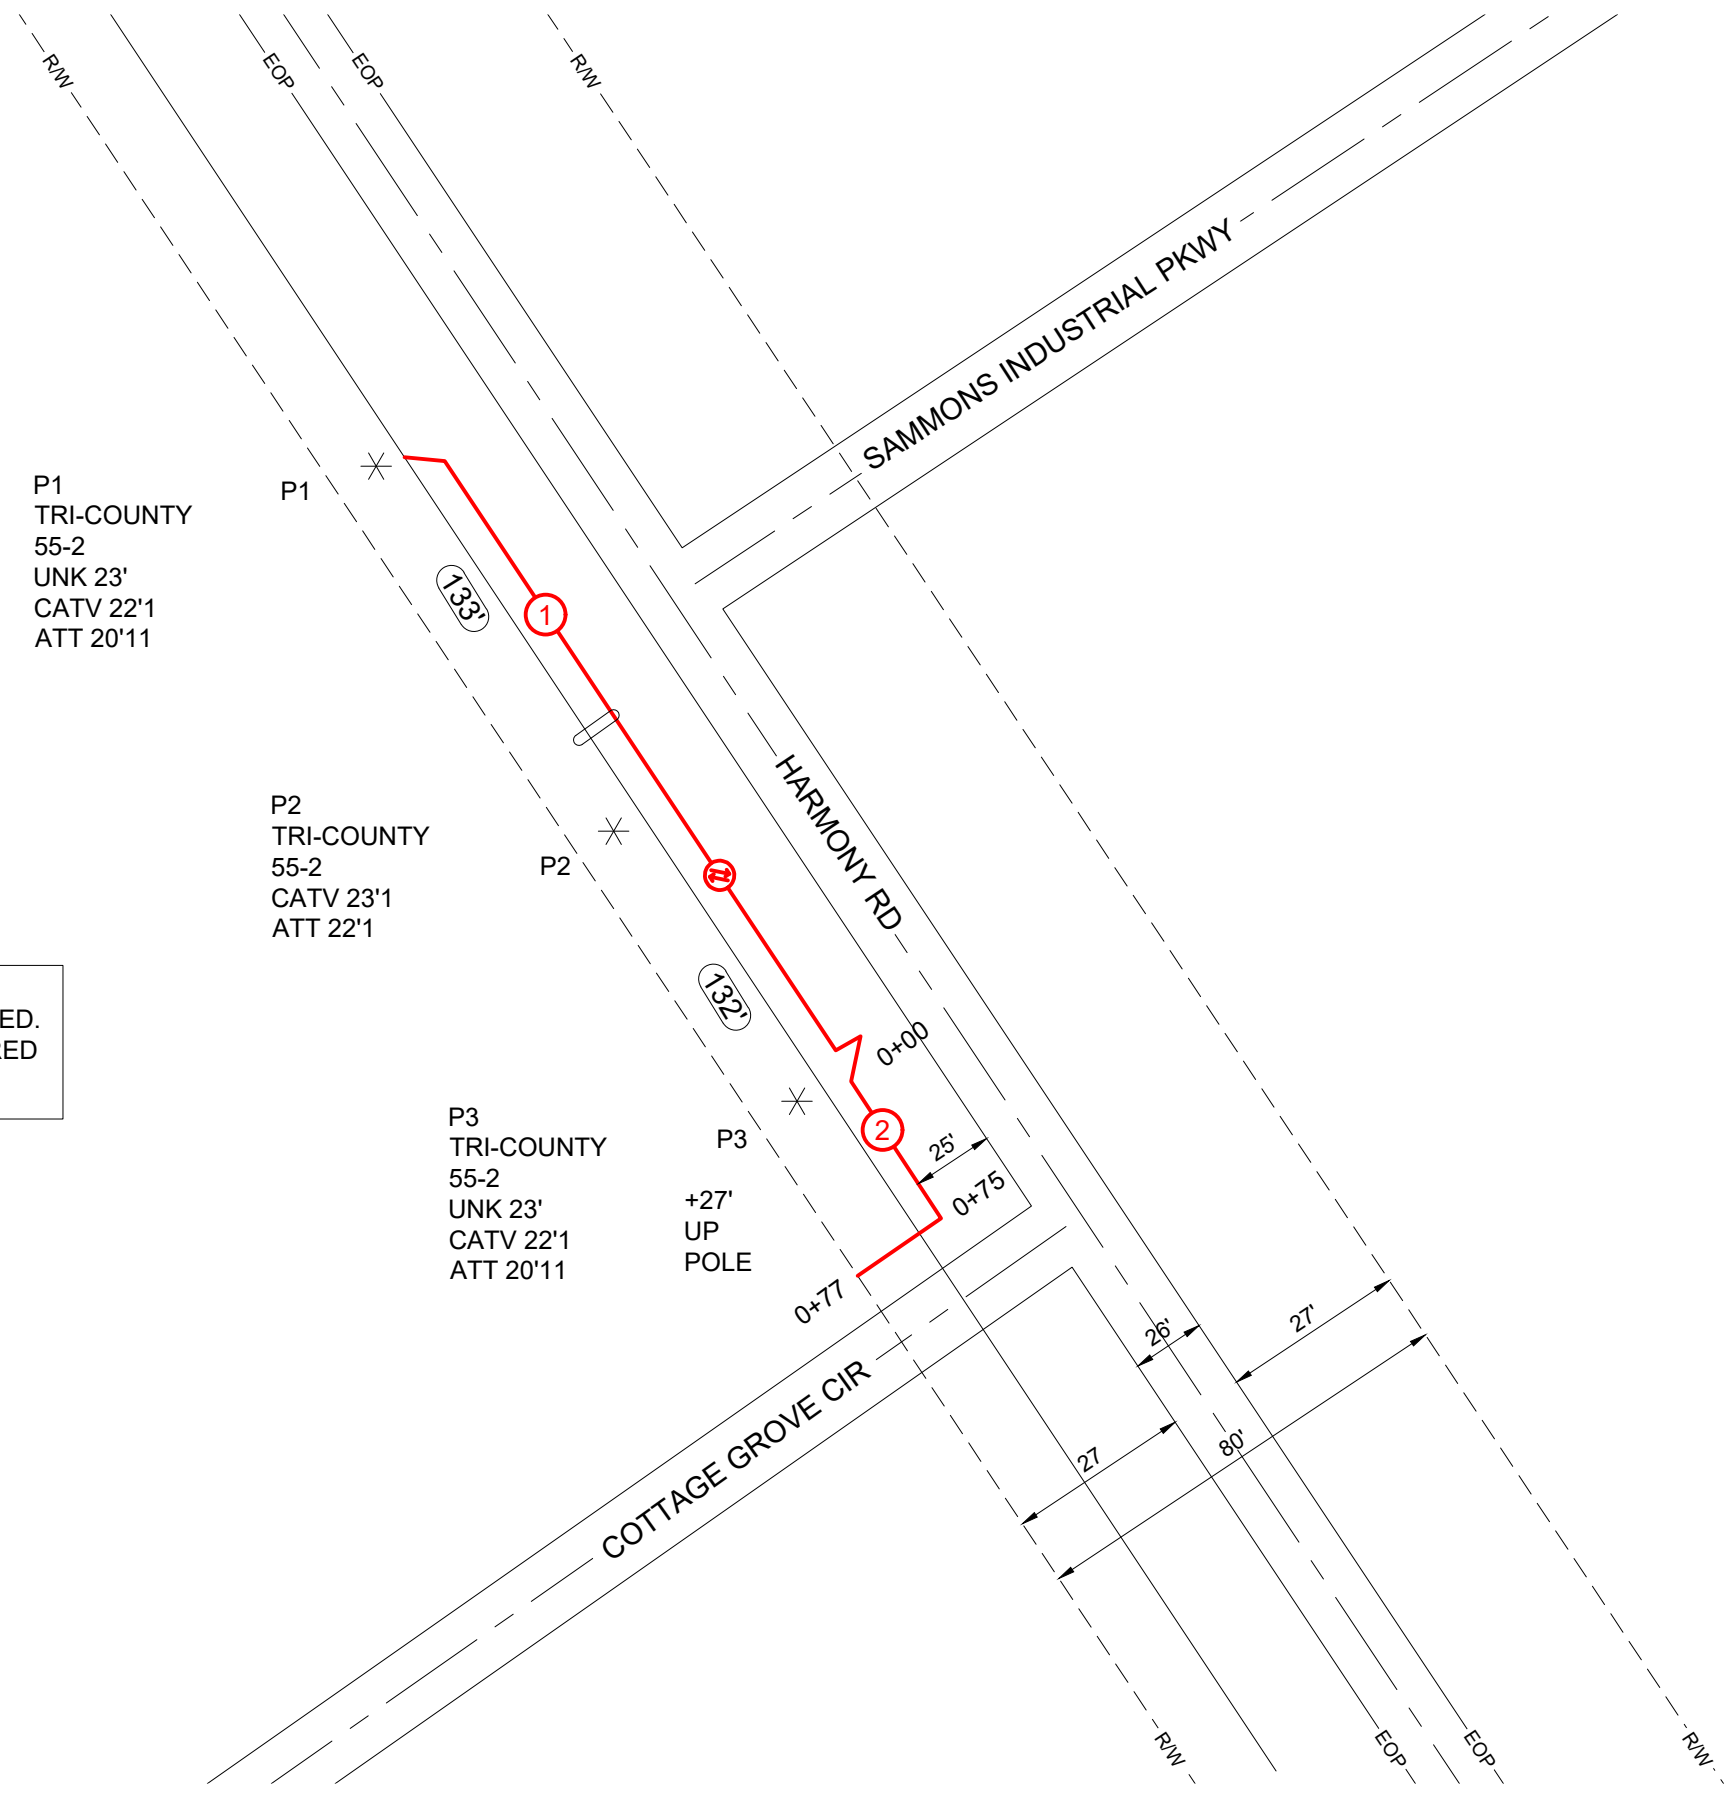 R/W
EOP
EOP
R/W
SAMMONS INDUSTRIAL PKWY
P1
TRI-COUNTY
55-2
UNK 23'
CATV 22'1
ATT 20'11
P1
133'
1
HARMONY RD
P2
TRI-COUNTY
55-2
CATV 23'1
ATT 22'1
P2
132'
ED.
0+00
P3
TRI-COUNTY
55-2
UNK 23'
CATV 22'1
ATT 20'11
P3
2
25'
0+75
+27'
UP
POLE
0+77
26'
27'
27
80'
COTTAGE GROVE CIR
R/W
EOP
EOP
R/W